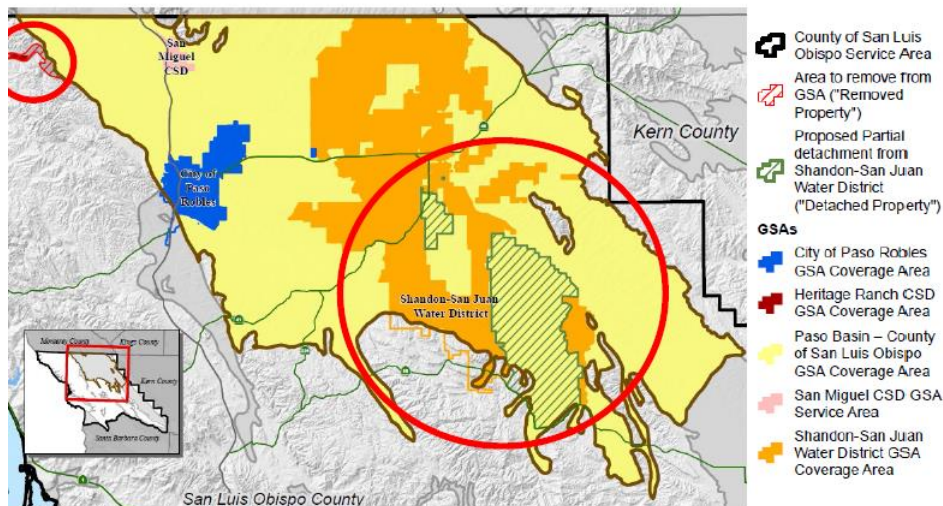 San
Miguel
CSD
Kern County
City of
Paso
Robles
Shandon-San Juan
Water District
Monterey County
Kings County
Kern County
Santa Barbara County
San Luis Obispo County
County of San Luis
Obispo Service Area
Area to remove from
GSA ("Removed
Property")
Proposed Partial
detachment from
Shandon-San Juan
Water District
("Detached Property")
GSAs
City of Paso Robles
GSA Coverage Area
Heritage Ranch CSD
GSA Coverage Area
Paso Basin – County
of San Luis Obispo
GSA Coverage Area
San Miguel CSD GSA
Service Area
Shandon-San Juan
Water District GSA
Coverage Area